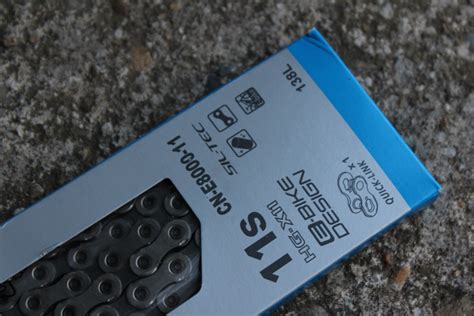 138L
QUICK-LINK
×1
E-BIKE
DESIGN
HG-X11
SIL-TEC
11S CN-E8000-11